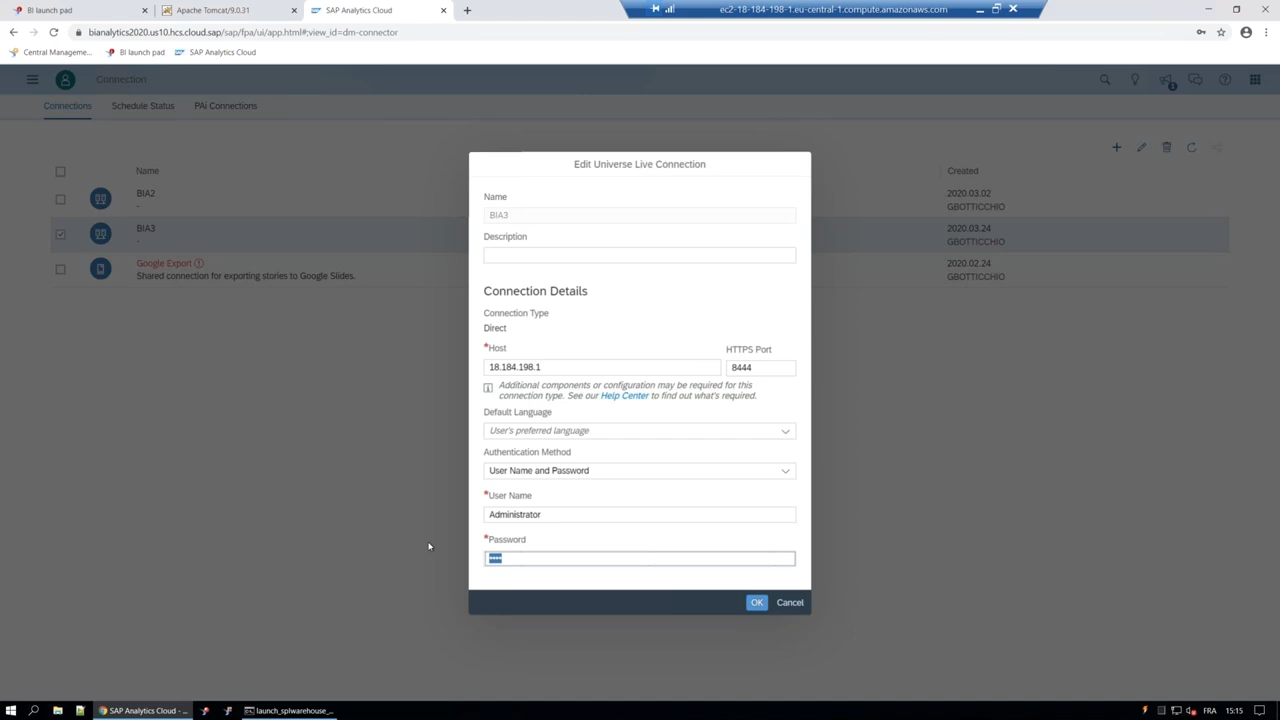 BI launch pad
Apache Tomcat/9.0.31
SAP Analytics Cloud
ec2-18-184-198-1.eu-central-1.compute.amazonaws.com
bianalytics2020.us10.hcs.cloud.sap/sap/fpa/ui/app.html#;view_id=dm-connector
Central Manageme...
BI launch pad
SAP Analytics Cloud
Connection
1
Connections
Schedule Status
PAi Connections
Name
Created
BIA2
-
2020.03.02
GBOTTICCHIO
BIA3
-
2020.03.24
GBOTTICCHIO
Google Export
Shared connection for exporting stories to Google Slides.
2020.02.24
GBOTTICCHIO
Edit Universe Live Connection
Name
BIA3
Description
Connection Details
Connection Type
Direct
*Host
HTTPS Port
18.184.198.1
8444
Additional components or configuration may be required for this
connection type. See our Help Center to find out what's required.
Default Language
User's preferred language
Authentication Method
User Name and Password
*User Name
Administrator
*Password
OK
Cancel
SAP Analytics Cloud - ...
launch_splwarehouse_...
FRA
15:15